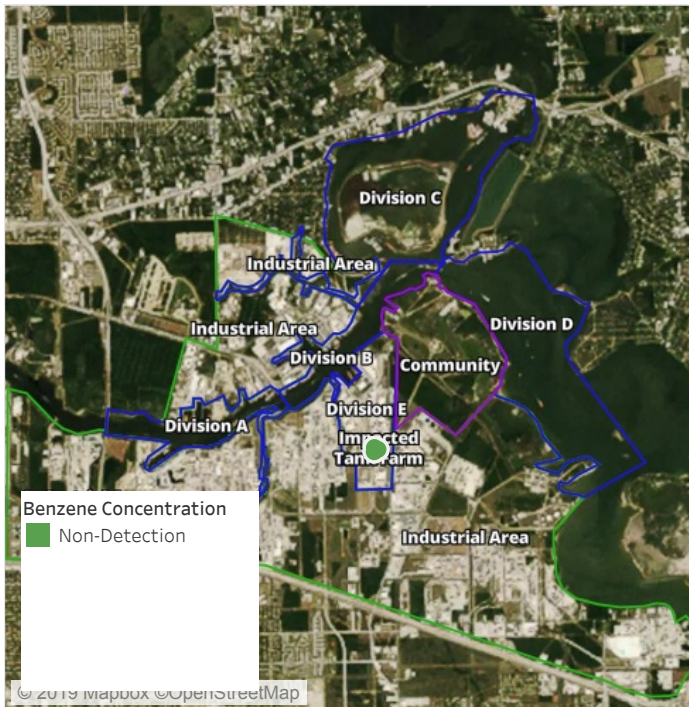 Division C
Industrial Area
Division D
Industrial Area
Division B
Community
Division E
Division A
Impacted
Tank Farm
Benzene Concentration
Non-Detection
Industrial Area
© 2019 Mapbox ©OpenStreetMap